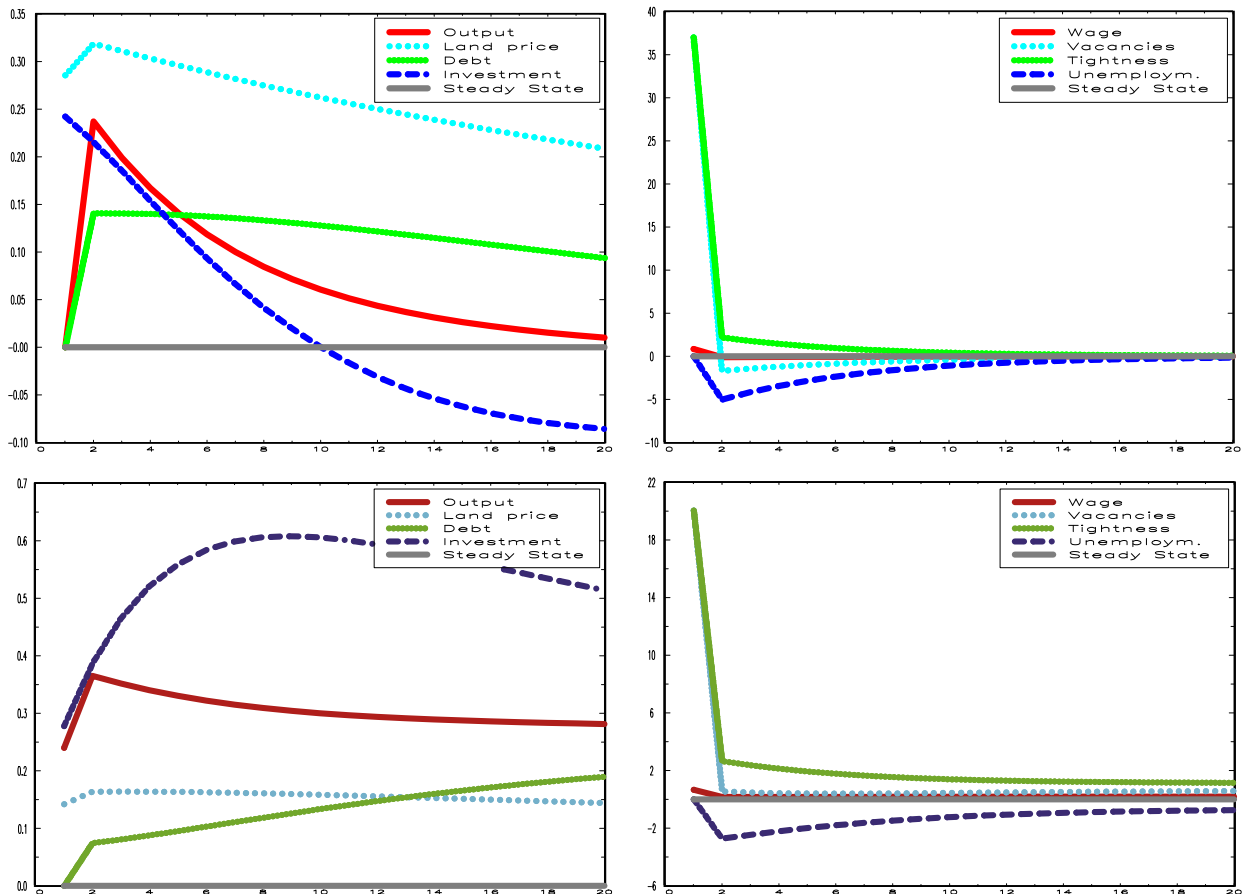 0.35
0.30
0.25
0.20
0.15
0.10
0.05
-0.00
-0.05
-0.10
0 2 4 6 8 10 12 14 16 18 20
Output
Land price
Debt
Investment
Steady State
40
35
30
25
20
15
10
5
0
-5
-10
0 2 4 6 8 10 12 14 16 18 20
Wage
Vacancies
Tightness
Unemploym.
Steady State
0.7
0.6
0.5
0.4
0.3
0.2
0.1
0.0
0 2 4 6 8 10 12 14 16 18 20
Output
Land price
Debt
Investment
Steady State
22
18
14
10
6
2
-2
-6
0 2 4 6 8 10 12 14 16 18 20
Wage
Vacancies
Tightness
Unemploym.
Steady State